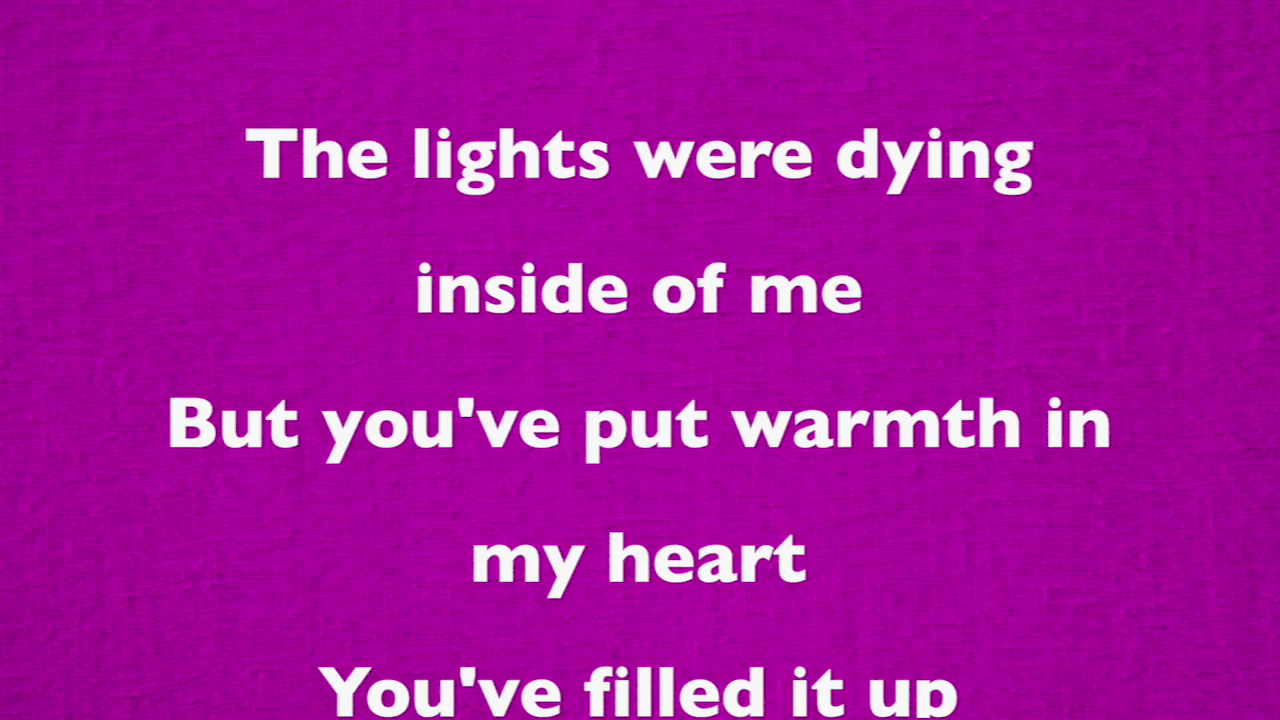 The lights were dying
inside of me
But you've put warmth in
my heart
You've filled it up